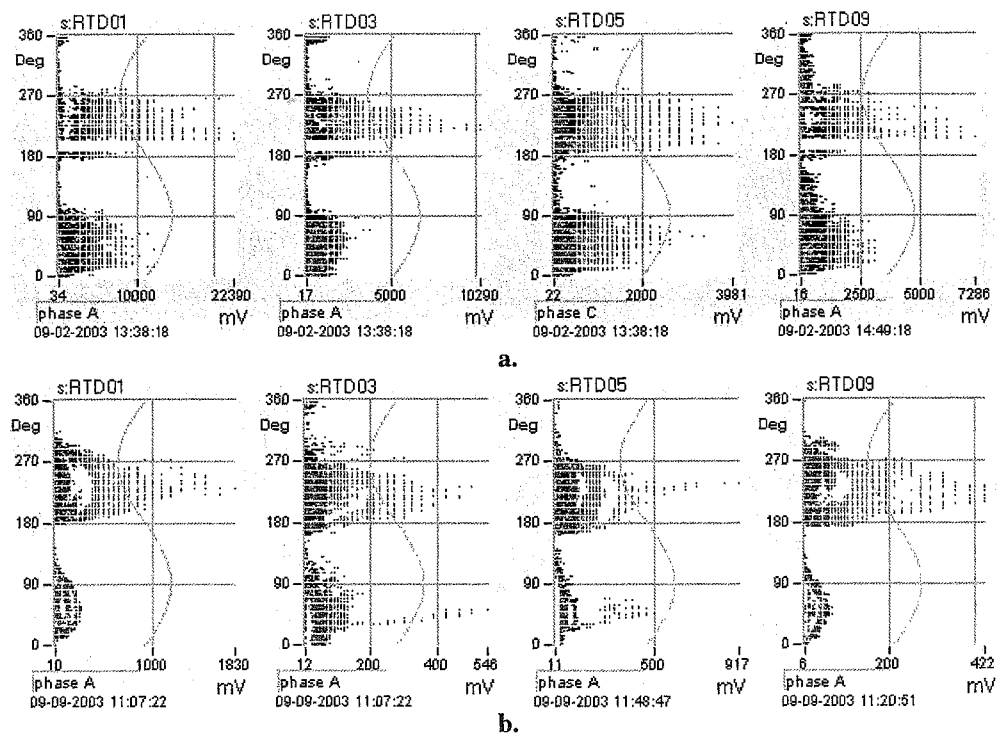 s:RTD01 s:RTD03 s:RTD05 s:RTD09
360 360 360 360
Deg Deg Deg Deg
270 270 270 270
180 180 180 180
90 90 90 90
0 0 0 0
34 10000 22390 17 5000 10290 22 2000 3981 16 2500 5000 7286
phase A mV phase A mV phase C mV phase A mV
09-02-2003 13:38:18 09-02-2003 13:38:18 09-02-2003 13:38:18 09-02-2003 14:49:18
a.
s:RTD01 s:RTD03 s:RTD05 s:RTD09
360 360 360 360
Deg Deg Deg Deg
270 270 270 270
180 180 180 180
90 90 90 90
0 0 0 0
10 1000 1830 12 200 400 546 11 500 917 6 200 422
phase A mV phase A mV phase A mV phase A mV
09-09-2003 11:07:22 09-09-2003 11:07:22 09-09-2003 11:48:47 09-09-2003 11:20:51
b.